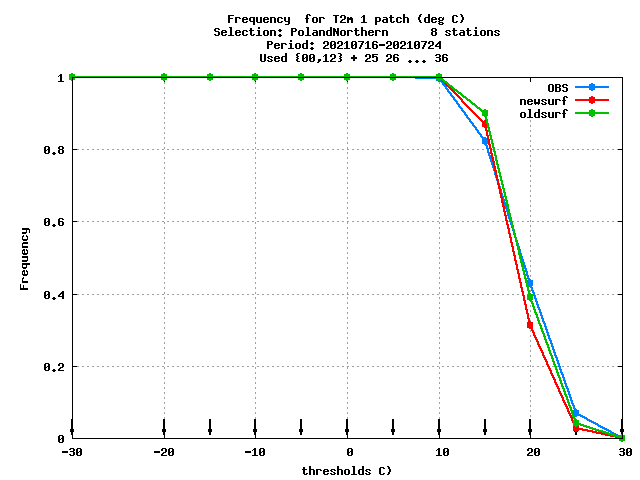 Frequency  for T2m 1 patch (deg C)
Selection: PolandNorthern      8 stations
Period: 20210716-20210724
Used {00,12} + 25 26 ... 36
OBS
newsurf
oldsurf
Frequency
1
0.8
0.6
0.4
0.2
0
-30 -20 -10 0 10 20 30
thresholds C)